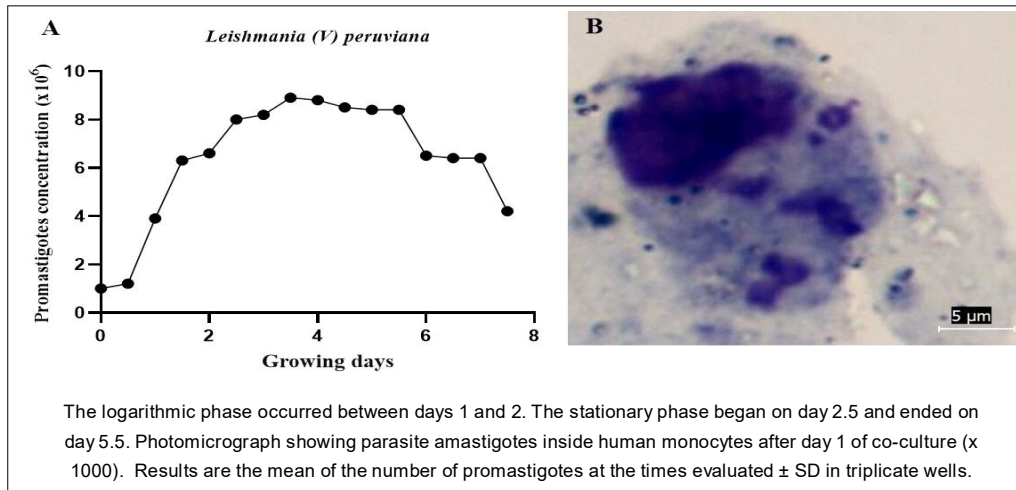 A
Leishmania (V) peruviana
B
Promastigotes concentration (x10⁶)
10
8
6
4
2
0
0 2 4 6 8
Growing days
5 µm
The logarithmic phase occurred between days 1 and 2. The stationary phase began on day 2.5 and ended on
day 5.5. Photomicrograph showing parasite amastigotes inside human monocytes after day 1 of co-culture (x
1000). Results are the mean of the number of promastigotes at the times evaluated ± SD in triplicate wells.